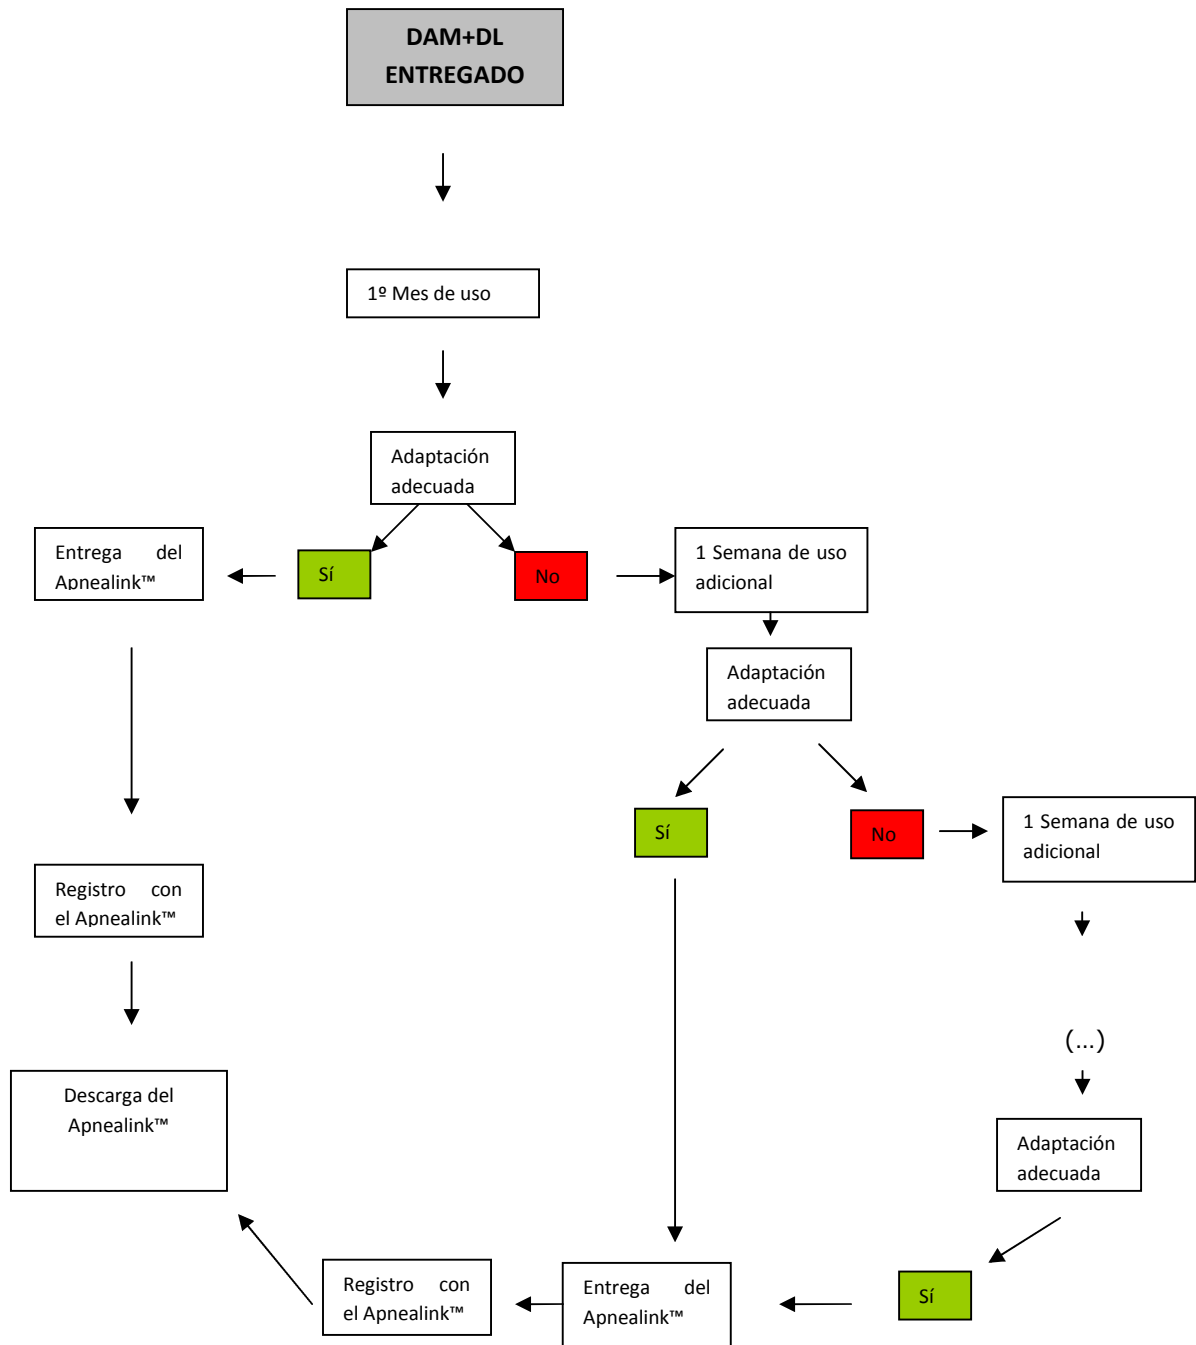 DAM+DL
ENTREGADO
1º Mes de uso
Adaptación
adecuada
Entrega del
Apnealink™
Sí
No
1 Semana de uso
adicional
Adaptación
adecuada
Sí
No
1 Semana de uso
adicional
Registro con
el Apnealink™
(...)
Descarga del
Apnealink™
Adaptación
adecuada
Registro con
el Apnealink™
Entrega del
Apnealink™
Sí